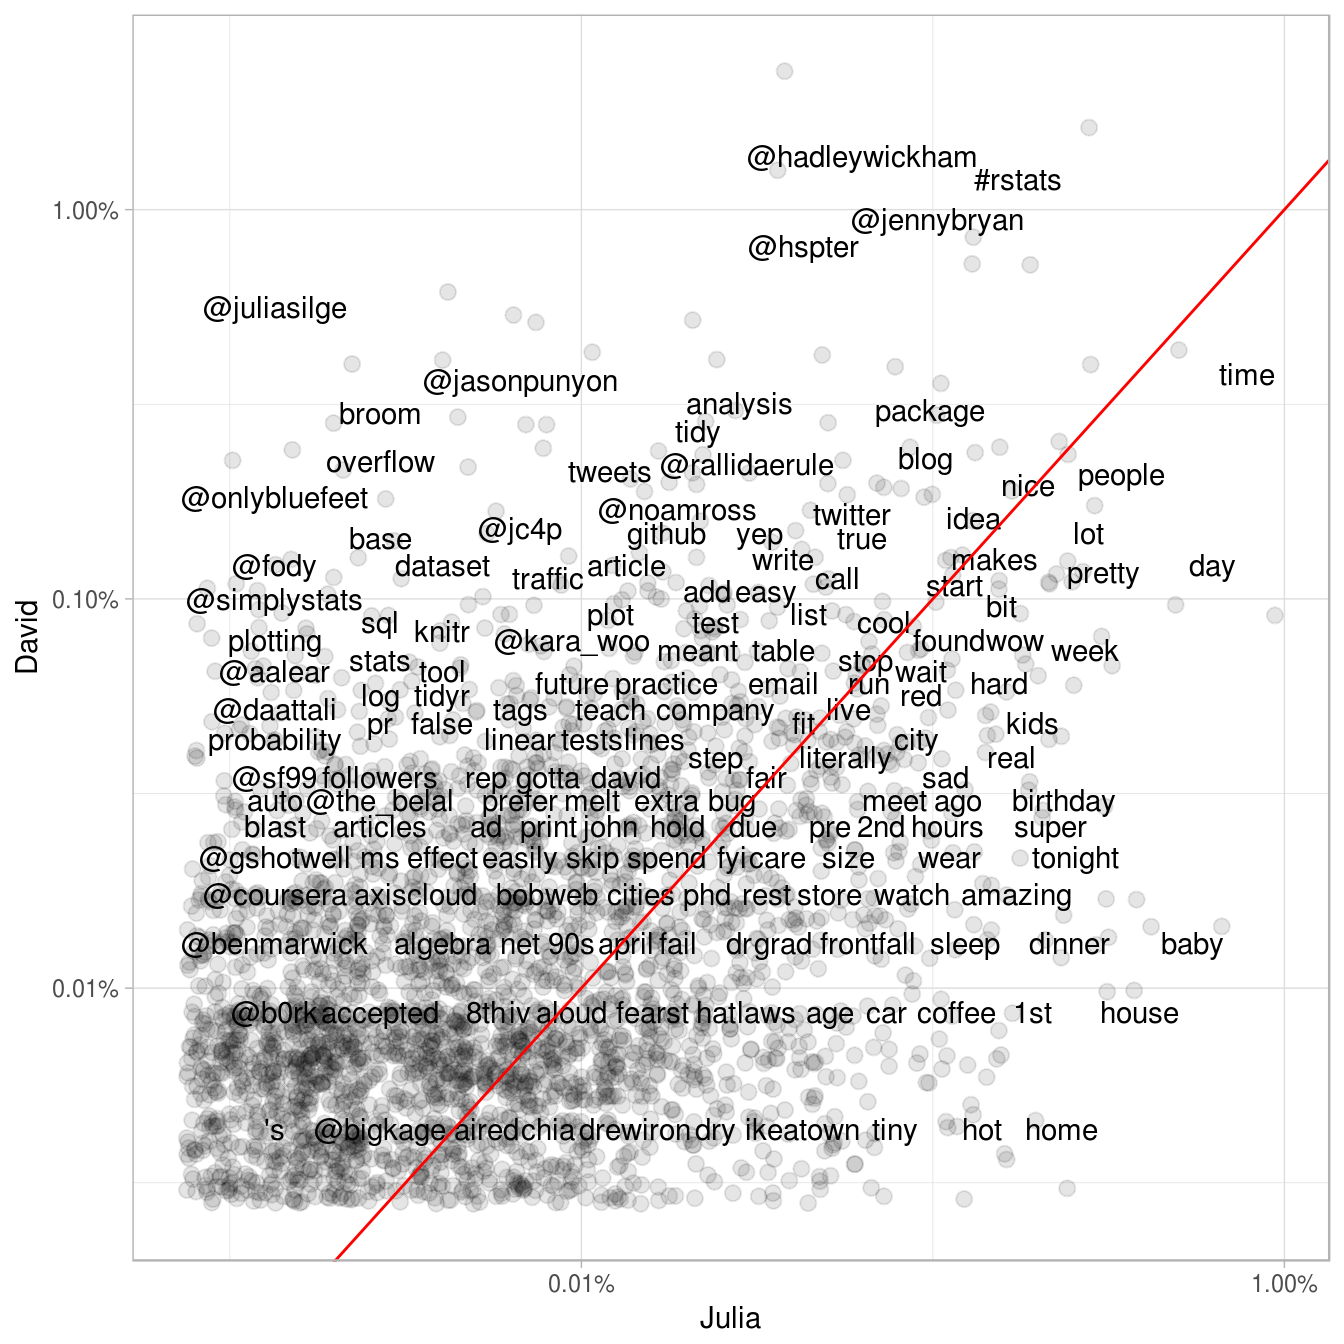 @hadleywickham
#rstats
1.00%
@jennybryan
@hspter
@juliasilge
time
@jasonpunyon
analysis
broom package
tidy
overflow tweets @rallidaerule blog
people
@onlybluefeet nice
@noamross twitter idea
base @jc4p github yep true lot
@fody dataset article write makes pretty day
traffic call
add easy start
0.10% @simplystats bit
sql plot test list cool
plotting knitr @kara_woo meant table found wow week
@aalear stats tool stop wait
future practice email run red hard
@daattali log tidyr tags teach company live
pr false fit kids
probability linear tests lines city
step literally real
@sf99 followers rep gotta david fair sad
auto @the_belal prefer melt extra bug meet ago birthday
blast articles ad print john hold due pre 2nd hours super
@gshotwell ms effect easily skip spend fyi care size wear tonight
@coursera axis cloud bob web cities phd rest store watch amazing
@benmarwick algebra net 90s april fail dr grad front fall sleep dinner baby
0.01%
@b0rk accepted 8th iv aloud fear st hat laws age car coffee 1st house
's @bigkage aired chia drew iron dry ikea town tiny hot home
David
0.01% 1.00%
Julia